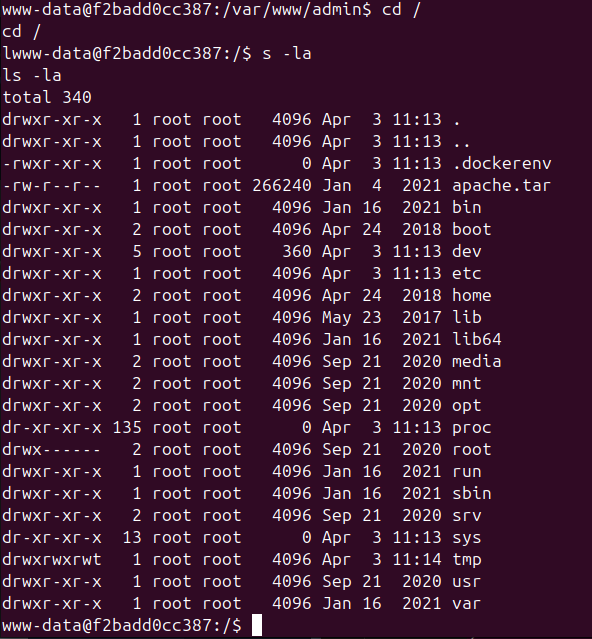 www-data@f2badd0cc387:/var/www/admin$ cd /
cd /
lwww-data@f2badd0cc387:/$ s -la
ls -la
total 340
drwxr-xr-x   1 root root   4096 Apr  3 11:13 .
drwxr-xr-x   1 root root   4096 Apr  3 11:13 ..
-rwxr-xr-x   1 root root      0 Apr  3 11:13 .dockerenv
-rw-r--r--   1 root root 266240 Jan  4  2021 apache.tar
drwxr-xr-x   1 root root   4096 Jan 16  2021 bin
drwxr-xr-x   2 root root   4096 Apr 24  2018 boot
drwxr-xr-x   5 root root    360 Apr  3 11:13 dev
drwxr-xr-x   1 root root   4096 Apr  3 11:13 etc
drwxr-xr-x   2 root root   4096 Apr 24  2018 home
drwxr-xr-x   1 root root   4096 May 23  2017 lib
drwxr-xr-x   1 root root   4096 Jan 16  2021 lib64
drwxr-xr-x   2 root root   4096 Sep 21  2020 media
drwxr-xr-x   2 root root   4096 Sep 21  2020 mnt
drwxr-xr-x   2 root root   4096 Sep 21  2020 opt
dr-xr-xr-x 135 root root      0 Apr  3 11:13 proc
drwx------   2 root root   4096 Sep 21  2020 root
drwxr-xr-x   1 root root   4096 Jan 16  2021 run
drwxr-xr-x   1 root root   4096 Jan 16  2021 sbin
drwxr-xr-x   2 root root   4096 Sep 21  2020 srv
dr-xr-xr-x  13 root root      0 Apr  3 11:13 sys
drwxrwxrwt   1 root root   4096 Apr  3 11:14 tmp
drwxr-xr-x   1 root root   4096 Sep 21  2020 usr
drwxr-xr-x   1 root root   4096 Jan 16  2021 var
www-data@f2badd0cc387:/$